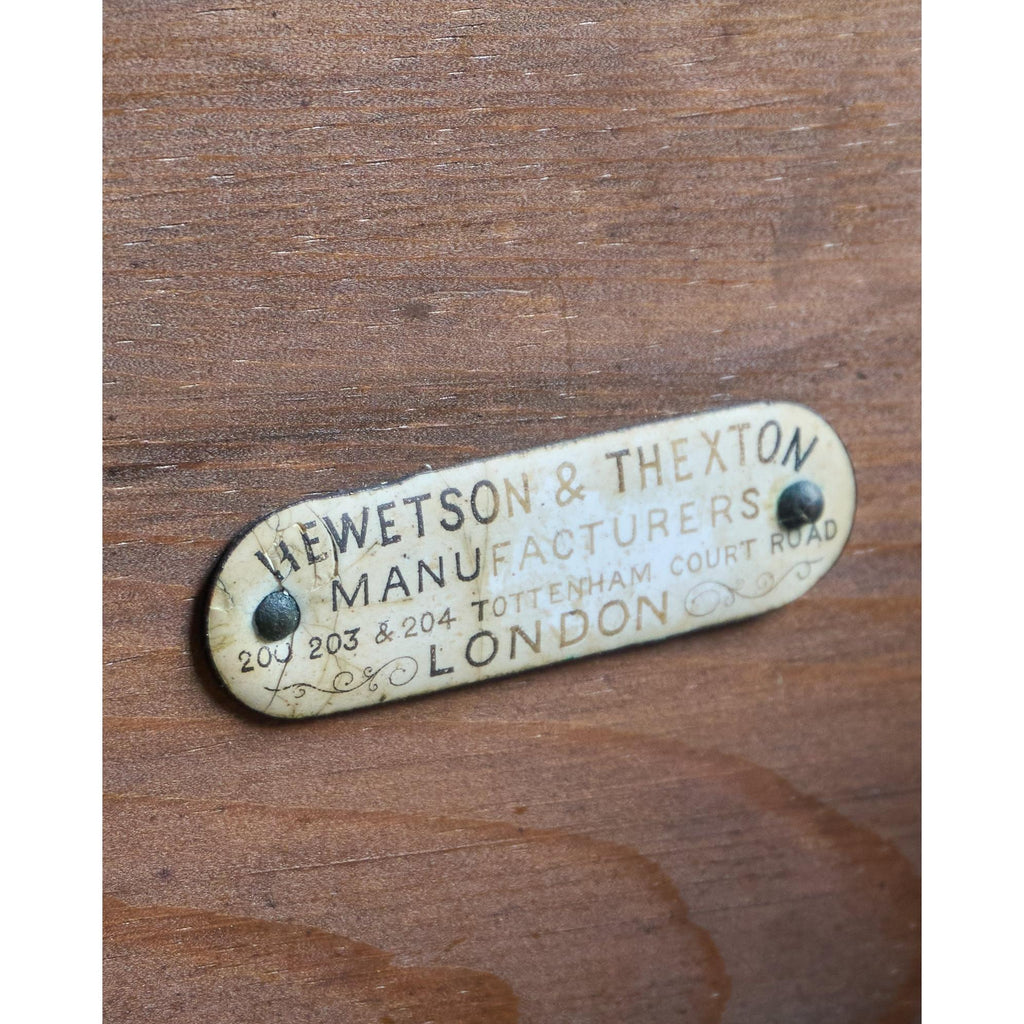 HEWETSON & THEXTON
MANUFACTURERS
200 203 & 204 TOTTENHAM COURT ROAD
LONDON